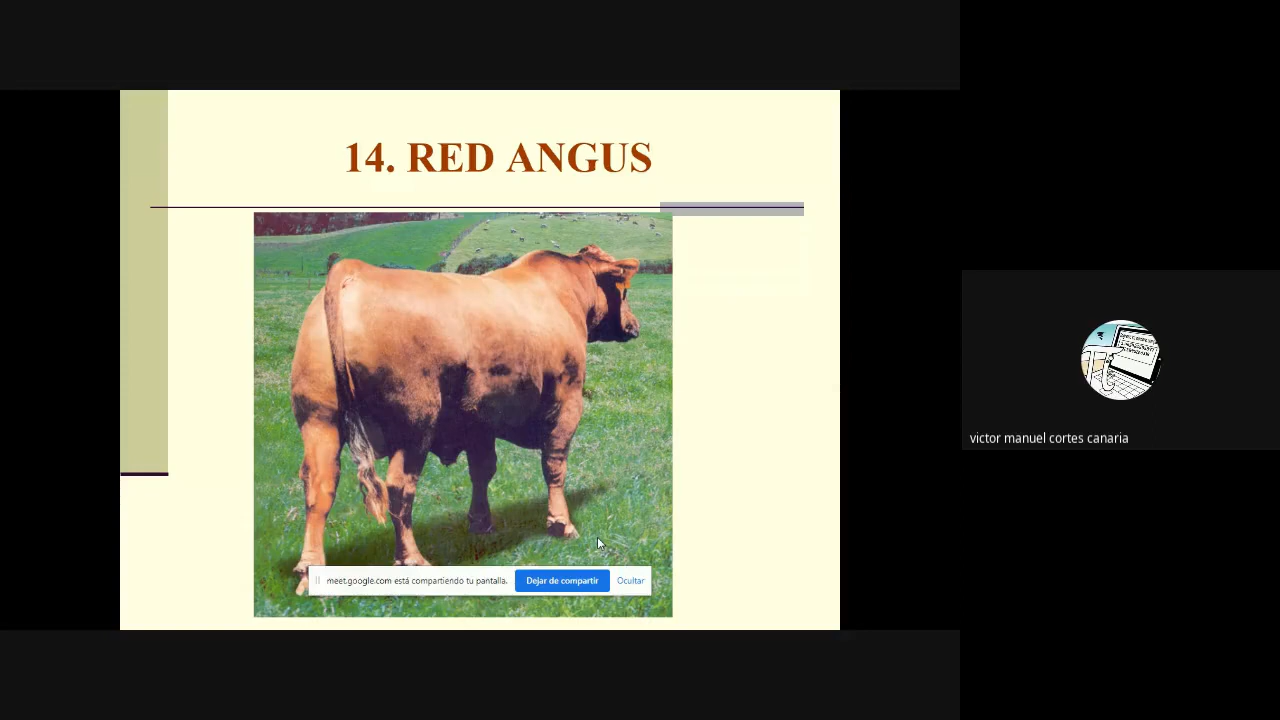 14. RED ANGUS
meet.google.com está compartiendo tu pantalla.
Dejar de compartir
Ocultar
victor manuel cortes canaria